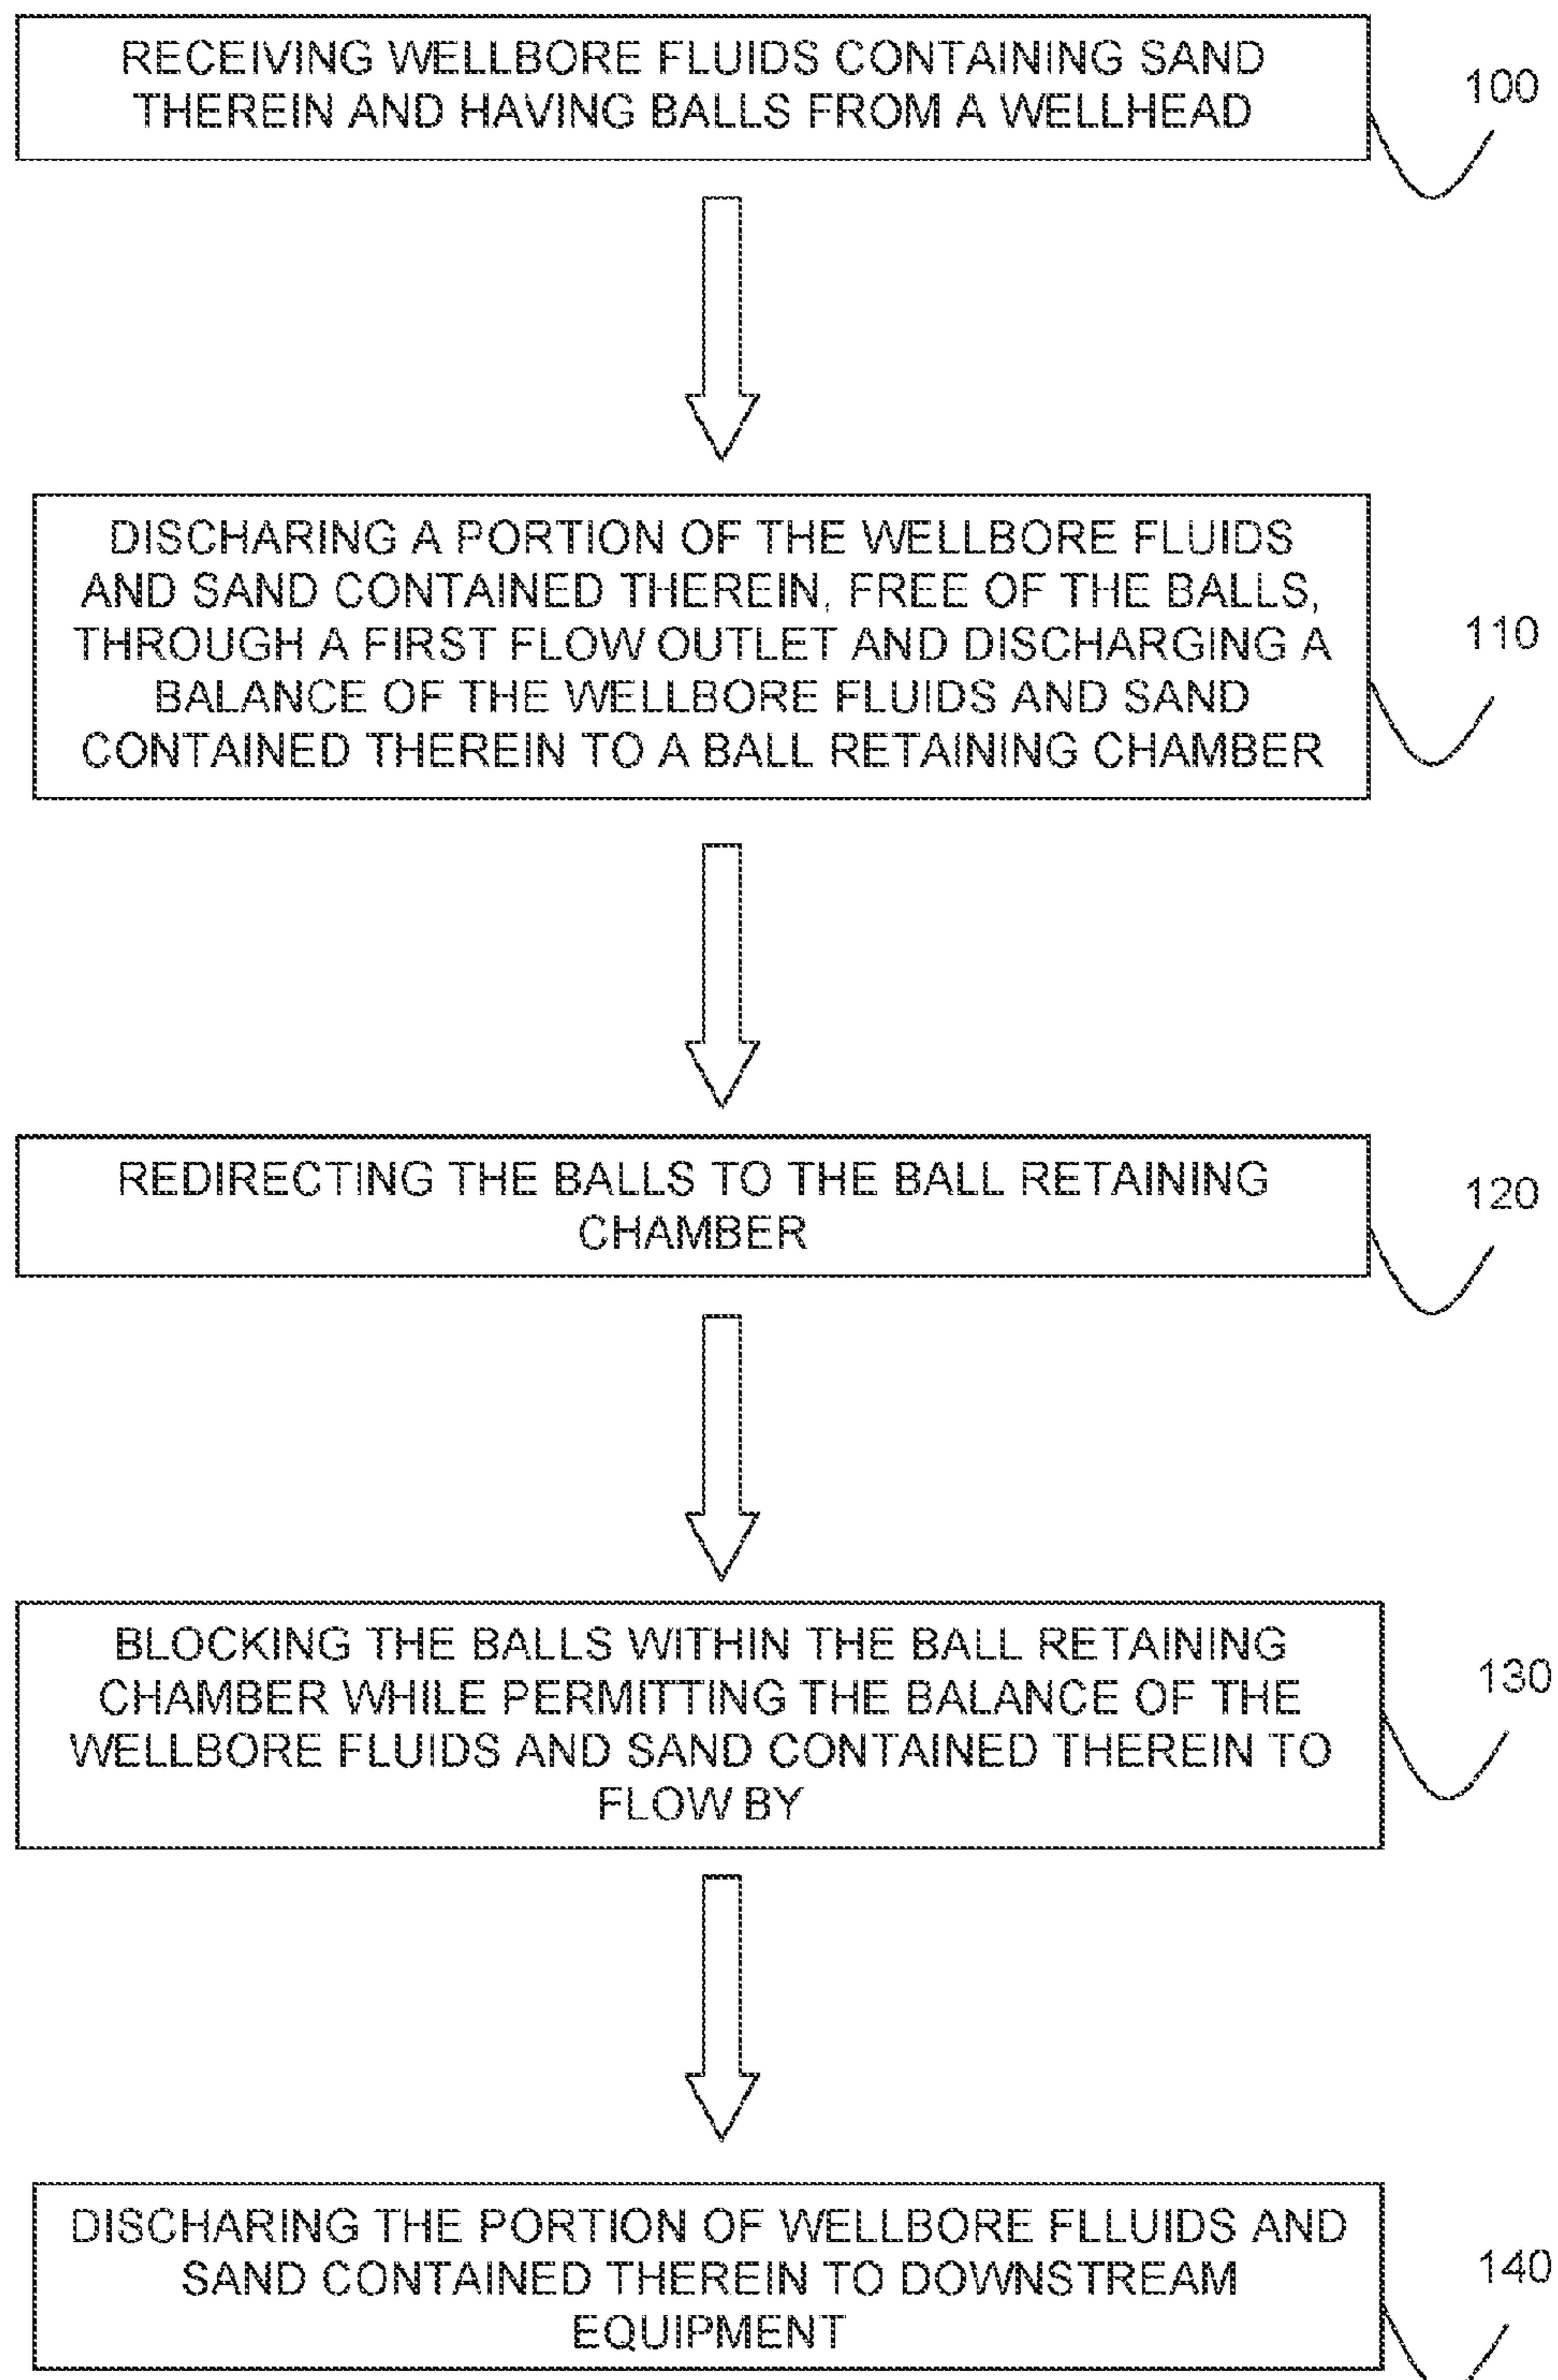 RECEIVING WELLBORE FLUIDS CONTAINING SAND
THEREIN AND HAVING BALLS FROM A WELLHEAD
100
DISCHARING A PORTION OF THE WELLBORE FLUIDS
AND SAND CONTAINED THEREIN, FREE OF THE BALLS,
THROUGH A FIRST FLOW OUTLET AND DISCHARGING A
BALANCE OF THE WELLBORE FLUIDS AND SAND
CONTAINED THEREIN TO A BALL RETAINING CHAMBER
110
REDIRECTING THE BALLS TO THE BALL RETAINING
CHAMBER
120
BLOCKING THE BALLS WITHIN THE BALL RETAINING
CHAMBER WHILE PERMITTING THE BALANCE OF THE
WELLBORE FLUIDS AND SAND CONTAINED THEREIN TO
FLOW BY
130
DISCHARING THE PORTION OF WELLBORE FLLUIDS AND
SAND CONTAINED THEREIN TO DOWNSTREAM
EQUIPMENT
140